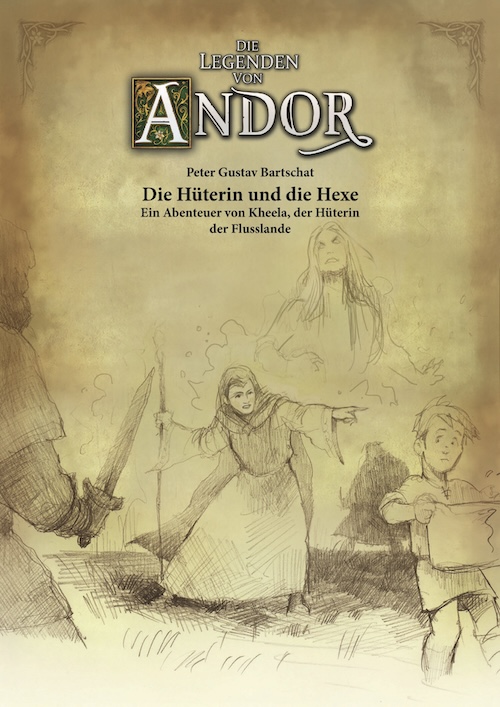 DIE
LEGENDEN
VON
ANDOR
Peter Gustav Bartschat
Die Hüterin und die Hexe
Ein Abenteuer von Kheela, der Hüterin
der Flusslande